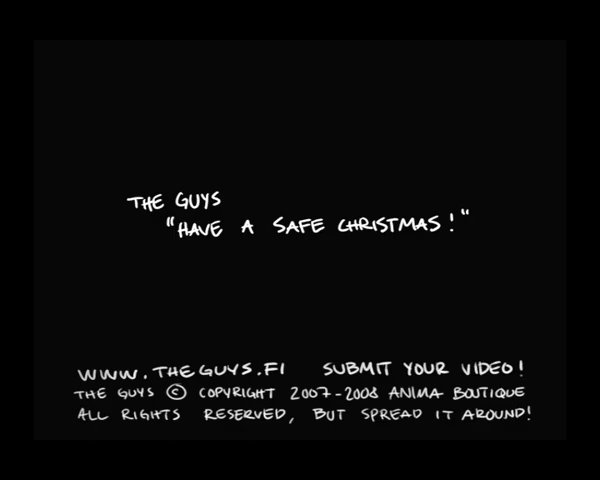 THE GUYS
"HAVE A SAFE CHRISTMAS!"
WWW.THEGUYS.FI SUBMIT YOUR VIDEO!
THE GUYS © COPYRIGHT 2007-2008 ANIMA BOUTIQUE
ALL RIGHTS RESERVED, BUT SPREAD IT AROUND!